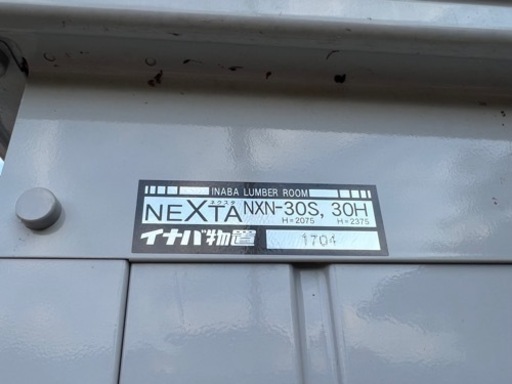 INABA LUMBER ROOM
ネクスタ
NEXTA NXN-30S, 30H
H=2075 H=2375
イナバ物置 1704